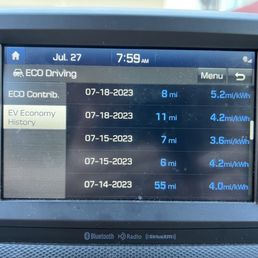 Jul. 27 7:59AM
ECO Driving Menu
ECO Contrib.
EV Economy
History
07-18-2023 8 mi 5.2mi/kWh
07-18-2023 11 mi 4.2mi/kWh
07-15-2023 7 mi 3.6mi/kWh
07-15-2023 6 mi 4.2mi/kWh
07-14-2023 55 mi 4.0mi/kWh
Bluetooth HD Radio SiriusXM